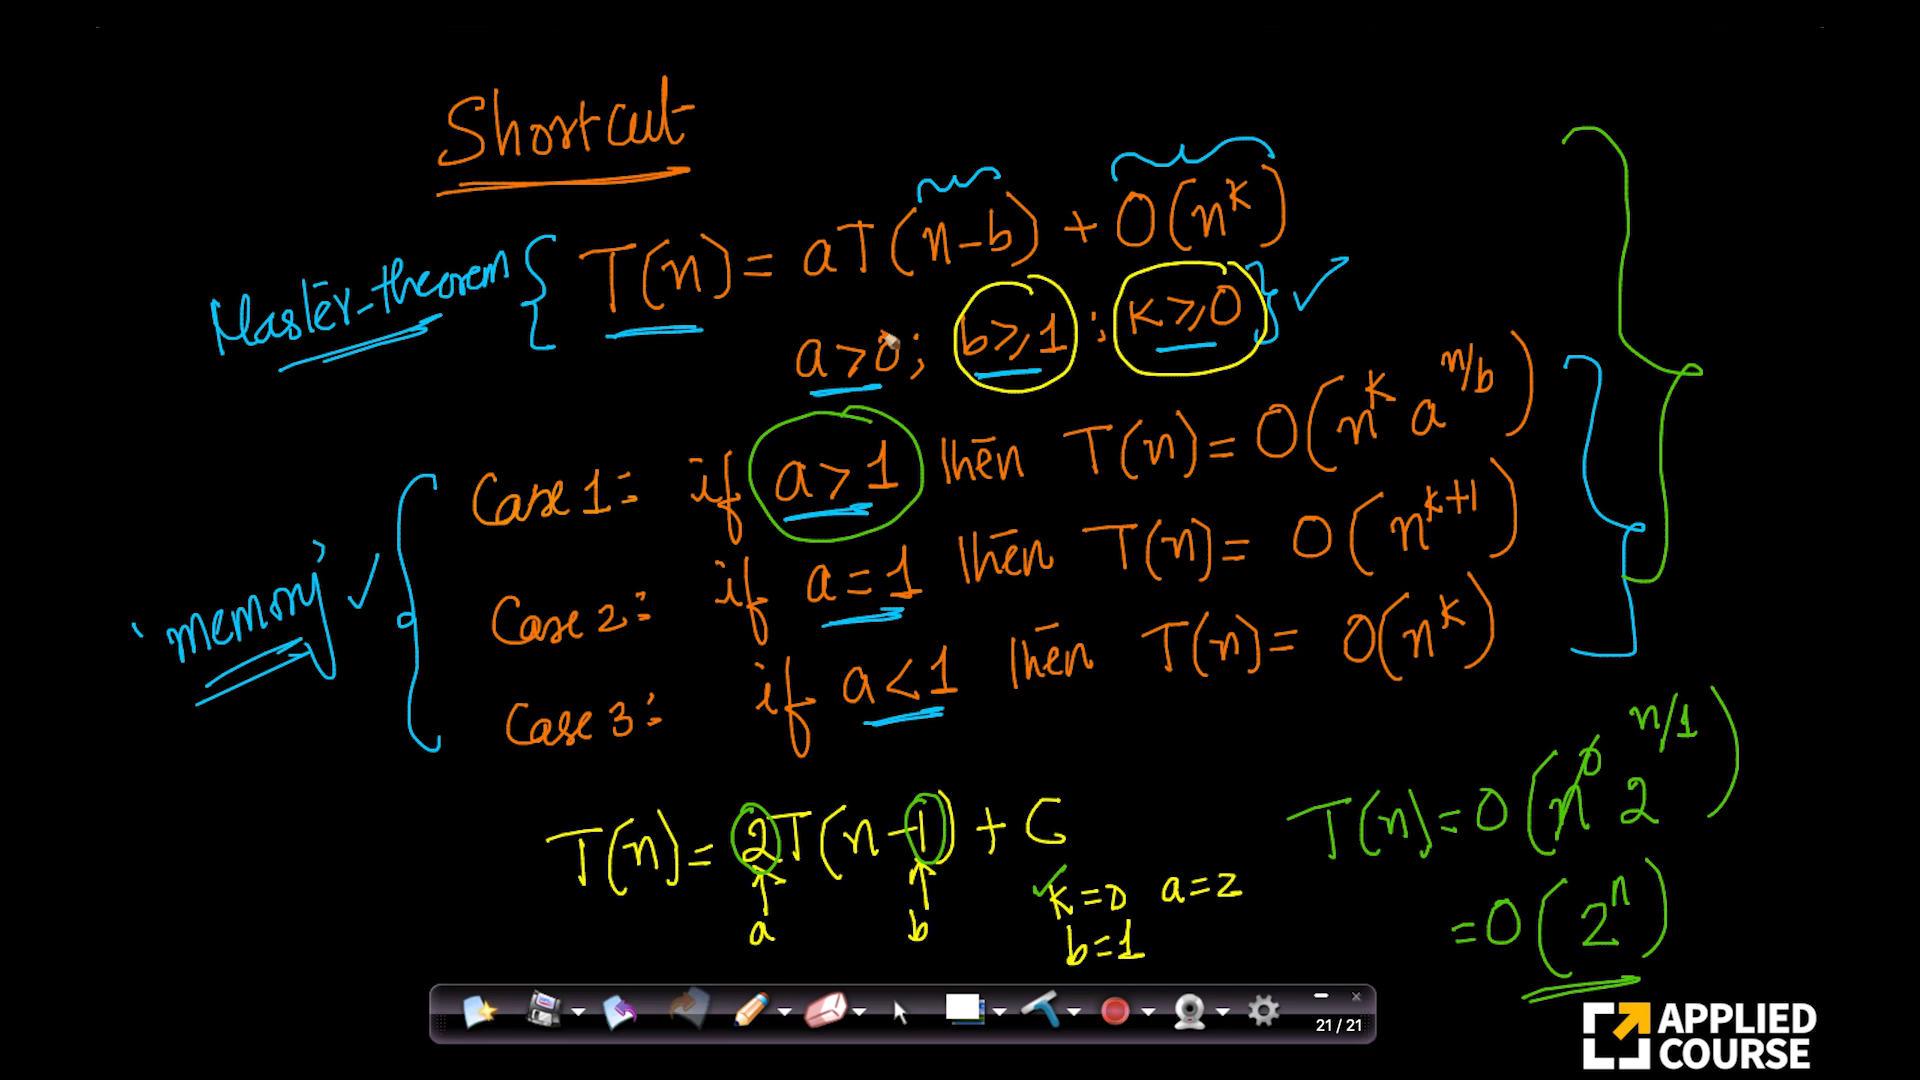 Shortcut
Master-theorem { T(n) = aT(n-b) + O(n^k)
a>0; b≥1; k≥0 } ✓
Case 1: if a>1 then T(n) = O(n^k a^n/b)
'memory' ✓ Case 2: if a=1 then T(n) = O(n^k+1)
Case 3: if a<1 then T(n) = O(n^k)
T(n) = 2T(n-1) + C
a b
✓k=0 a=2
b=1
T(n) = O(n^0 2^n/1)
= O(2^n)
21 / 21
APPLIED
COURSE